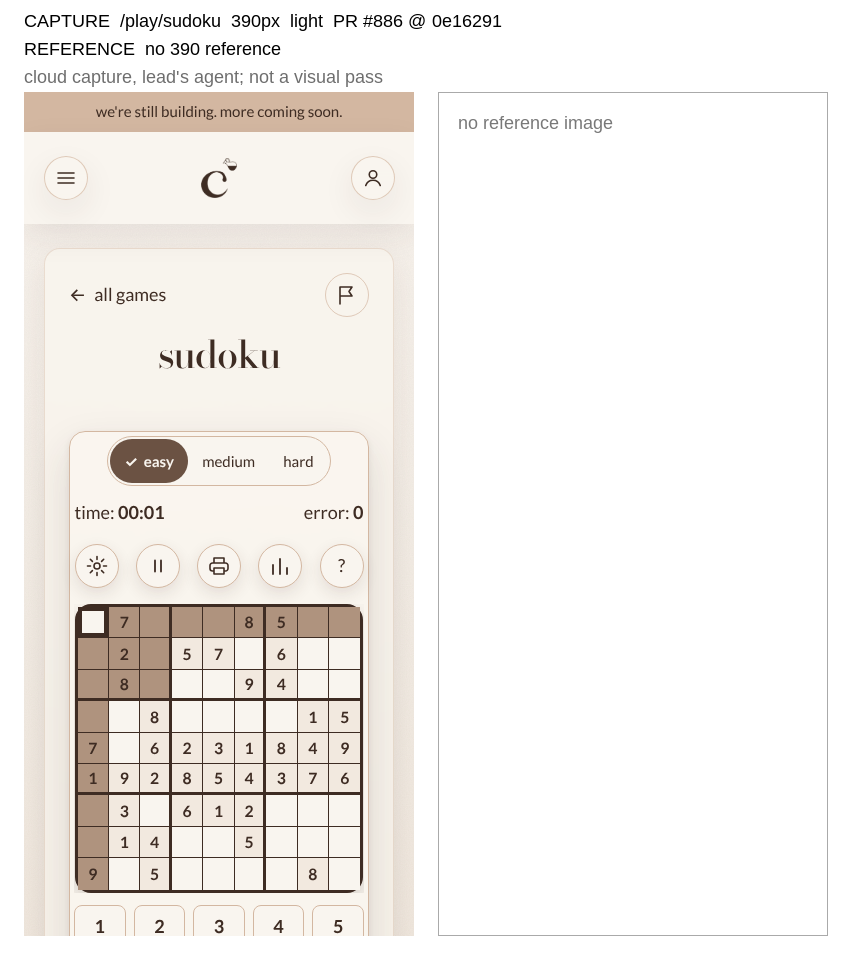 CAPTURE /play/sudoku 390px light PR #886 @ 0e16291
REFERENCE no 390 reference
cloud capture, lead's agent; not a visual pass
we're still building. more coming soon.
c
all games
sudoku
easy medium hard
time: 00:01 error: 0
?
7 8 5
2 5 7 6
8 9 4
8 1 5
7 6 2 3 1 8 4 9
1 9 2 8 5 4 3 7 6
3 6 1 2
1 4 5
9 5 8
1 2 3 4 5
no reference image